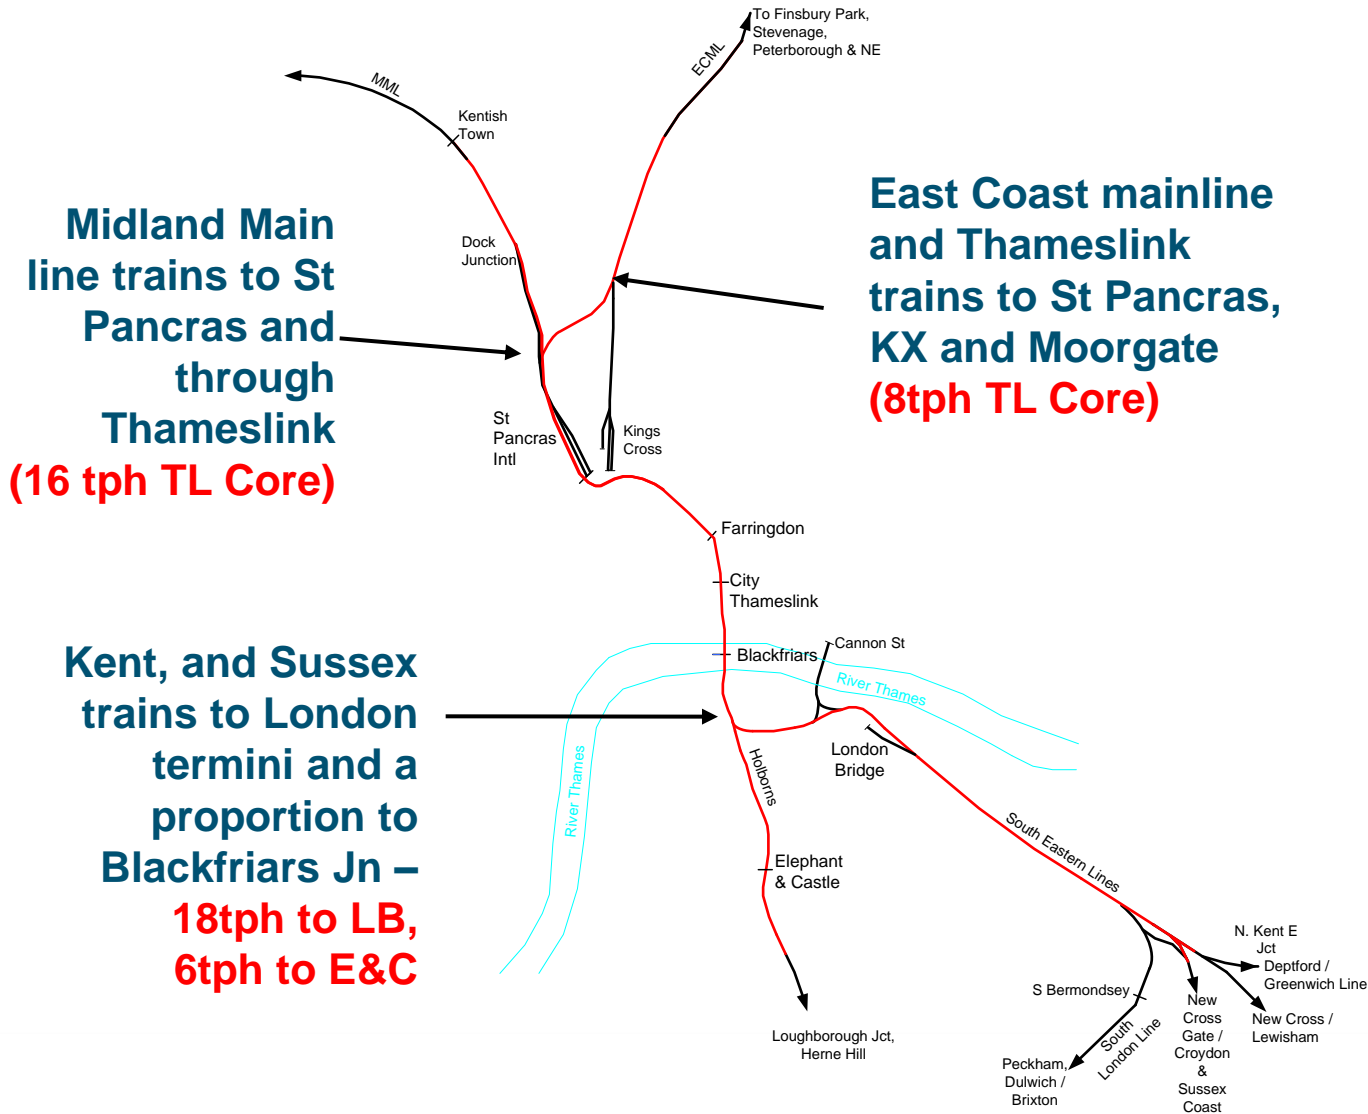 To Finsbury Park,
Stevenage,
Peterborough & NE
ECML
MML
Kentish
Town
Midland Main
line trains to St
Pancras and
through
Thameslink
(16 tph TL Core)
East Coast mainline
and Thameslink
trains to St Pancras,
KX and Moorgate
(8tph TL Core)
Dock
Junction
St
Pancras
Intl
Kings
Cross
Farringdon
City
Thameslink
Blackfriars
Cannon St
River Thames
Kent, and Sussex
trains to London
termini and a
proportion to
Blackfriars Jn –
18tph to LB,
6tph to E&C
River Thames
Holborns
London
Bridge
Elephant
& Castle
South Eastern Lines
Loughborough Jct,
Herne Hill
N. Kent E
Jct
Deptford /
Greenwich Line
S Bermondsey
South
London Line
New
Cross
Gate /
Croydon
&
Sussex
Coast
New Cross /
Lewisham
Peckham,
Dulwich /
Brixton